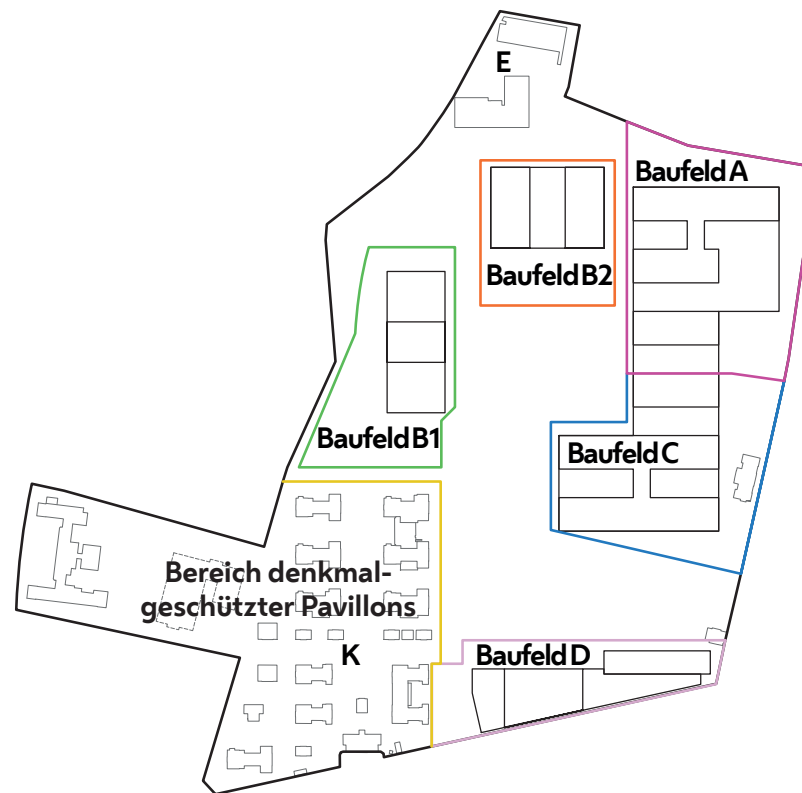 E
Baufeld A
Baufeld B2
Baufeld B1
Baufeld C
Bereich denkmal-
geschützter Pavillons
K
Baufeld D